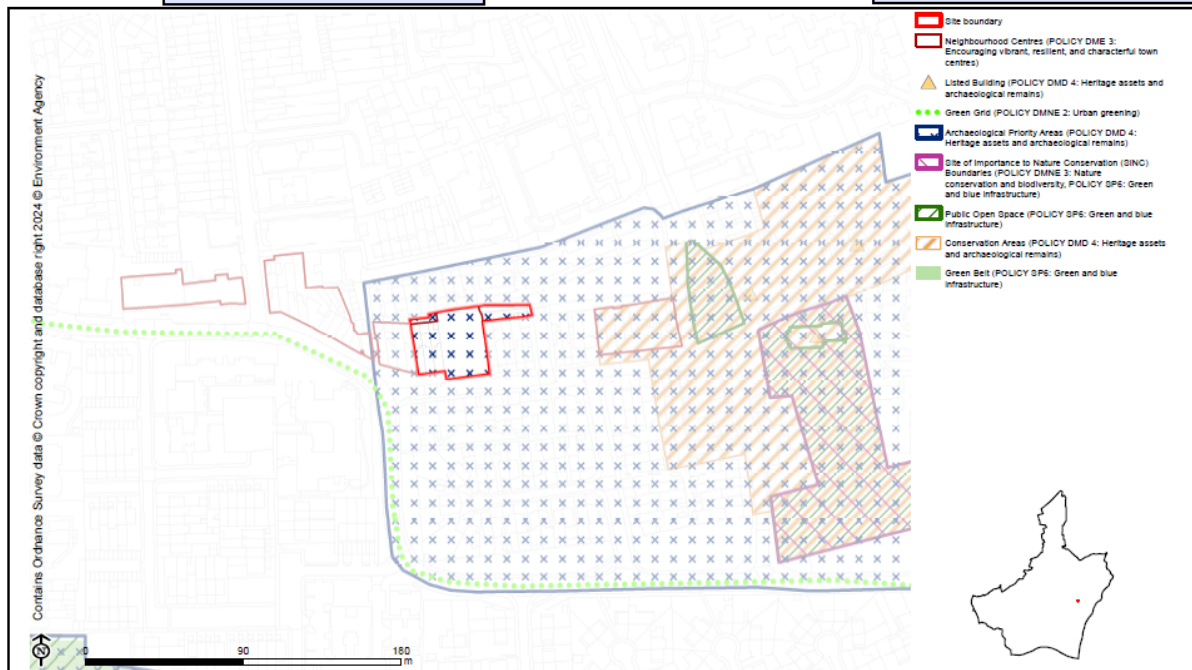 Site boundary
Neighbourhood Centres (POLICY DME 3:
Encouraging vibrant, resilient, and characterful town
centres)
Listed Building (POLICY DMD 4: Heritage assets and
archaeological remains)
Green Grid (POLICY DMNE 2: Urban greening)
Archaeological Priority Areas (POLICY DMD 4:
Heritage assets and archaeological remains)
Site of Importance to Nature Conservation (SINC)
Boundaries (POLICY DMNE 3: Nature
conservation and biodiversity, POLICY SP6: Green
and blue infrastructure)
Public Open Space (POLICY SP6: Green and blue
infrastructure)
Conservation Areas (POLICY DMD 4: Heritage assets
and archaeological remains)
Green Belt (POLICY SP6: Green and blue
infrastructure)
Contains Ordnance Survey data © Crown copyright and database right 2024 © Environment Agency
N
0 90 180
m